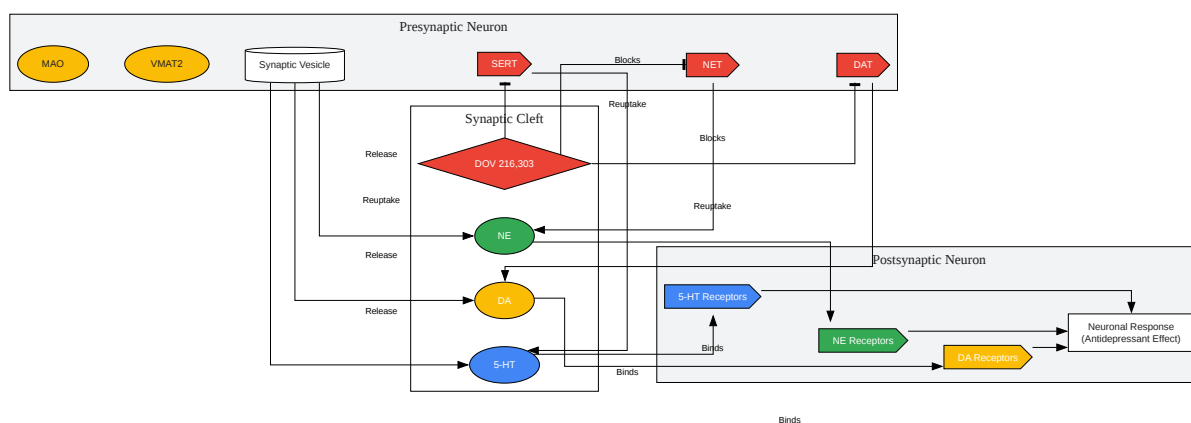 Presynaptic Neuron
MAO
VMAT2
Synaptic Vesicle
SERT
Blocks
NET
DAT
Reuptake
Synaptic Cleft
Blocks
Release
DOV 216,303
Reuptake
Reuptake
NE
Release
Postsynaptic Neuron
5-HT Receptors
DA
Release
Neuronal Response
(Antidepressant Effect)
NE Receptors
Binds
DA Receptors
5-HT
Binds
Binds